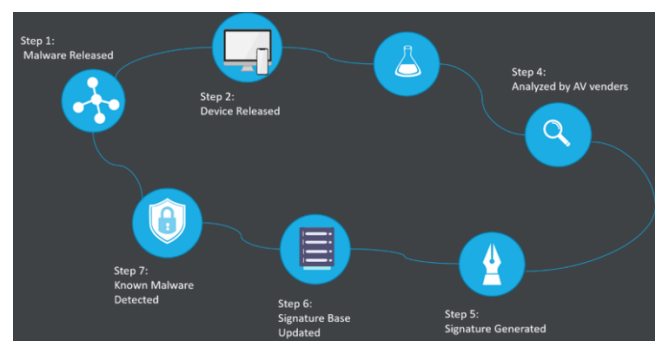 Step 1:
Malware Released
Step 2:
Device Released
Step 4:
Analyzed by AV venders
Step 5:
Signature Generated
Step 6:
Signature Base
Updated
Step 7:
Known Malware
Detected